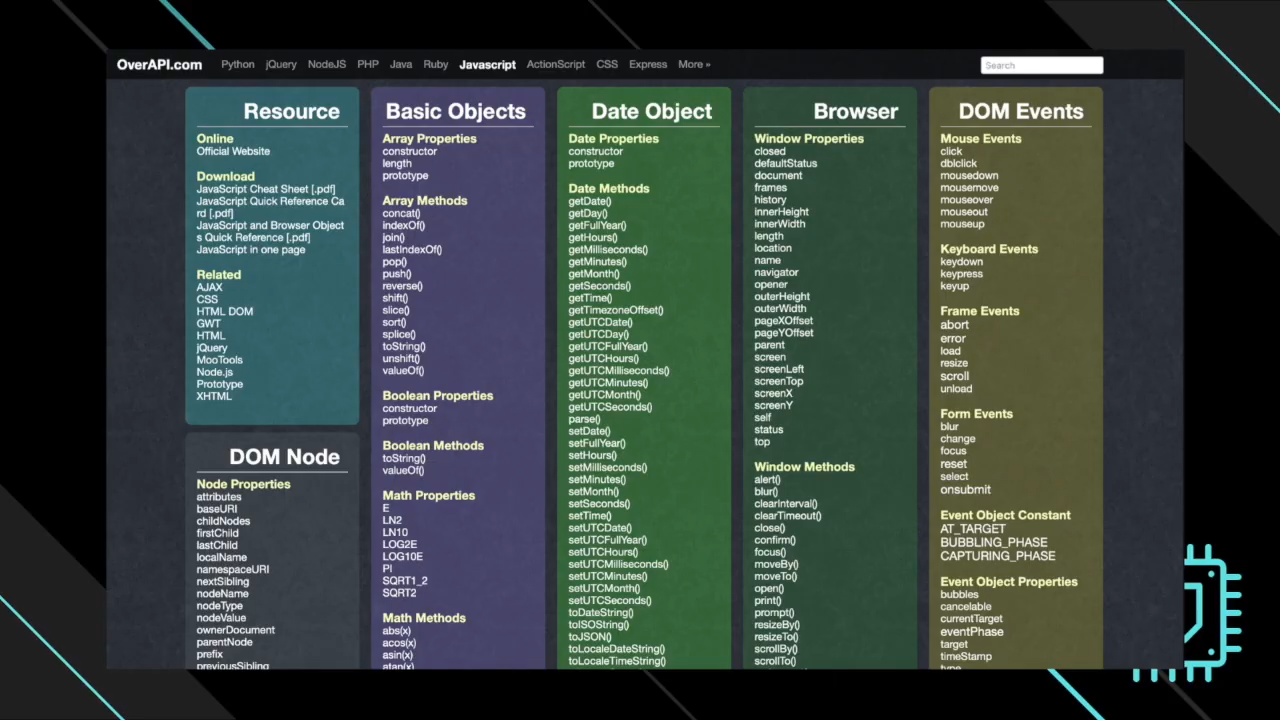 OverAPI.com Python jQuery NodeJS PHP Java Ruby Javascript ActionScript CSS Express More » Search
Resource
Online
Official Website
Download
JavaScript Cheat Sheet [.pdf]
JavaScript Quick Reference Ca
rd [.pdf]
JavaScript and Browser Object
s Quick Reference [.pdf]
JavaScript in one page
Related
AJAX
CSS
HTML DOM
GWT
HTML
jQuery
MooTools
Node.js
Prototype
XHTML
DOM Node
Node Properties
attributes
baseURI
childNodes
firstChild
lastChild
localName
namespaceURI
nextSibling
nodeName
nodeType
nodeValue
ownerDocument
parentNode
prefix
previousSibling
Basic Objects
Array Properties
constructor
length
prototype
Array Methods
concat()
indexOf()
join()
lastIndexOf()
pop()
push()
reverse()
shift()
slice()
sort()
splice()
toString()
unshift()
valueOf()
Boolean Properties
constructor
prototype
Boolean Methods
toString()
valueOf()
Math Properties
E
LN2
LN10
LOG2E
LOG10E
PI
SQRT1_2
SQRT2
Math Methods
abs(x)
acos(x)
asin(x)
atan(x)
Date Object
Date Properties
constructor
prototype
Date Methods
getDate()
getDay()
getFullYear()
getHours()
getMilliseconds()
getMinutes()
getMonth()
getSeconds()
getTime()
getTimezoneOffset()
getUTCDate()
getUTCDay()
getUTCFullYear()
getUTCHours()
getUTCMilliseconds()
getUTCMinutes()
getUTCMonth()
getUTCSeconds()
parse()
setDate()
setFullYear()
setHours()
setMilliseconds()
setMinutes()
setMonth()
setSeconds()
setTime()
setUTCDate()
setUTCFullYear()
setUTCHours()
setUTCMilliseconds()
setUTCMinutes()
setUTCMonth()
setUTCSeconds()
toDateString()
toISOString()
toJSON()
toLocaleDateString()
toLocaleTimeString()
Browser
Window Properties
closed
defaultStatus
document
frames
history
innerHeight
innerWidth
length
location
name
navigator
opener
outerHeight
outerWidth
pageXOffset
pageYOffset
parent
screen
screenLeft
screenTop
screenX
screenY
self
status
top
Window Methods
alert()
blur()
clearInterval()
clearTimeout()
close()
confirm()
focus()
moveBy()
moveTo()
open()
print()
prompt()
resizeBy()
resizeTo()
scrollBy()
scrollTo()
DOM Events
Mouse Events
click
dblclick
mousedown
mousemove
mouseover
mouseout
mouseup
Keyboard Events
keydown
keypress
keyup
Frame Events
abort
error
load
resize
scroll
unload
Form Events
blur
change
focus
reset
select
onsubmit
Event Object Constant
AT_TARGET
BUBBLING_PHASE
CAPTURING_PHASE
Event Object Properties
bubbles
cancelable
currentTarget
eventPhase
target
timeStamp
type